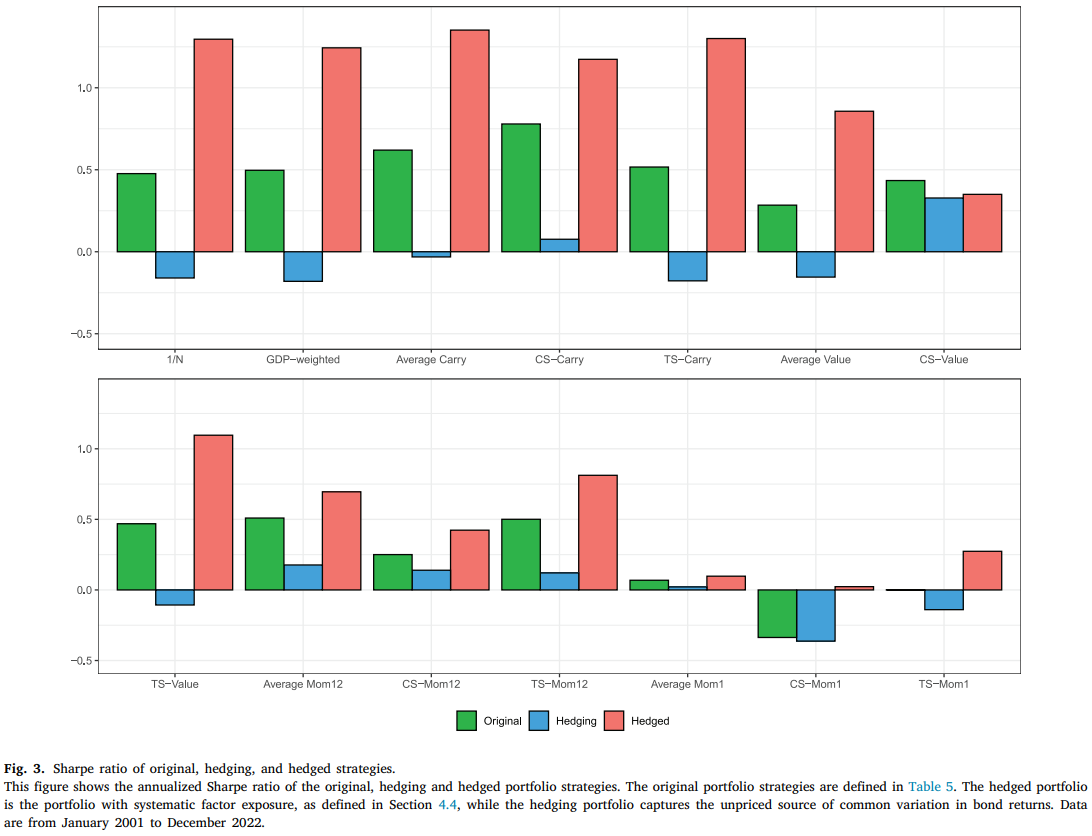 1.0
0.5
0.0
−0.5
1/N GDP−weighted Average Carry CS−Carry TS−Carry Average Value CS−Value
1.0
0.5
0.0
−0.5
TS−Value Average Mom12 CS−Mom12 TS−Mom12 Average Mom1 CS−Mom1 TS−Mom1
Original Hedging Hedged
Fig. 3. Sharpe ratio of original, hedging, and hedged strategies.
This figure shows the annualized Sharpe ratio of the original, hedging and hedged portfolio strategies. The original portfolio strategies are defined in Table 5. The hedged portfolio
is the portfolio with systematic factor exposure, as defined in Section 4.4, while the hedging portfolio captures the unpriced source of common variation in bond returns. Data
are from January 2001 to December 2022.